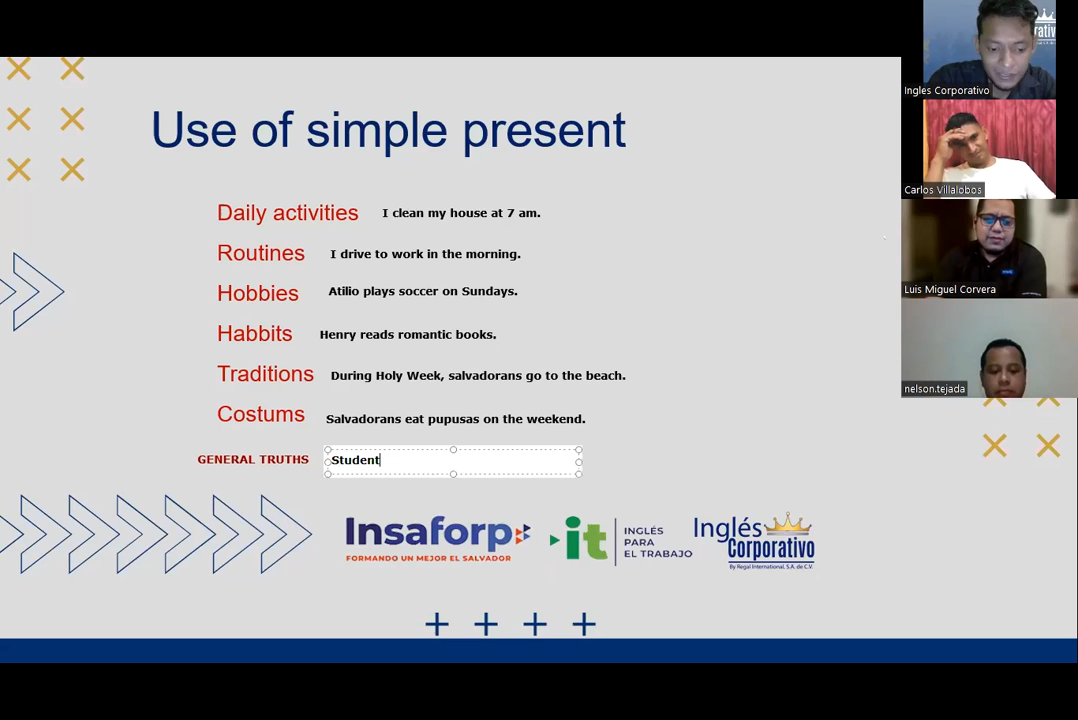 Use of simple present
Daily activities I clean my house at 7 am.
Routines I drive to work in the morning.
Hobbies Atilio plays soccer on Sundays.
Habbits Henry reads romantic books.
Traditions During Holy Week, salvadorans go to the beach.
Costums Salvadorans eat pupusas on the weekend.
GENERAL TRUTHS Student
Insaforp
FORMANDO UN MEJOR EL SALVADOR
it
INGLÉS
PARA
EL TRABAJO
Inglés
Corporativo
By Regal International, S.A. de C.V.
Ingles Corporativo
Carlos Villalobos
Luis Miguel Corvera
nelson.tejada